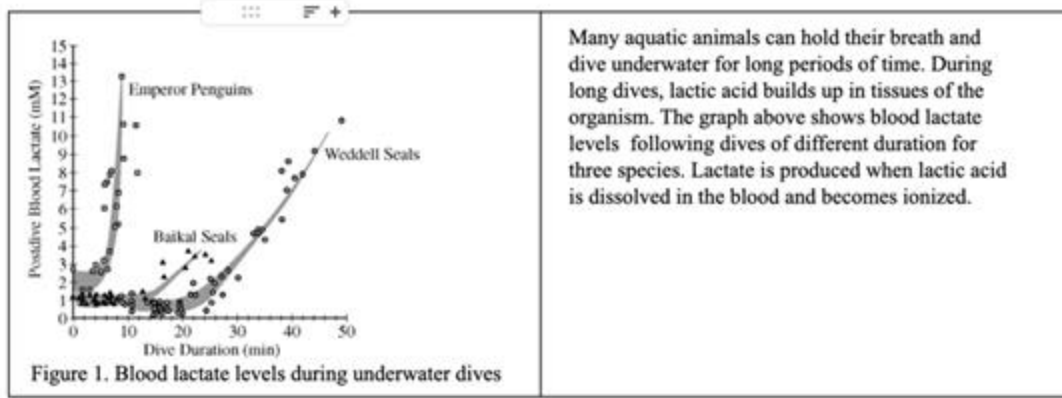 15
14
13
12
11
10
9
8
7
6
5
4
3
2
1
0
Postdive Blood Lactate (mM)
Emperor Penguins
Weddell Seals
Baikal Seals
0 10 20 30 40 50
Dive Duration (min)
Figure 1. Blood lactate levels during underwater dives
Many aquatic animals can hold their breath and
dive underwater for long periods of time. During
long dives, lactic acid builds up in tissues of the
organism. The graph above shows blood lactate
levels following dives of different duration for
three species. Lactate is produced when lactic acid
is dissolved in the blood and becomes ionized.